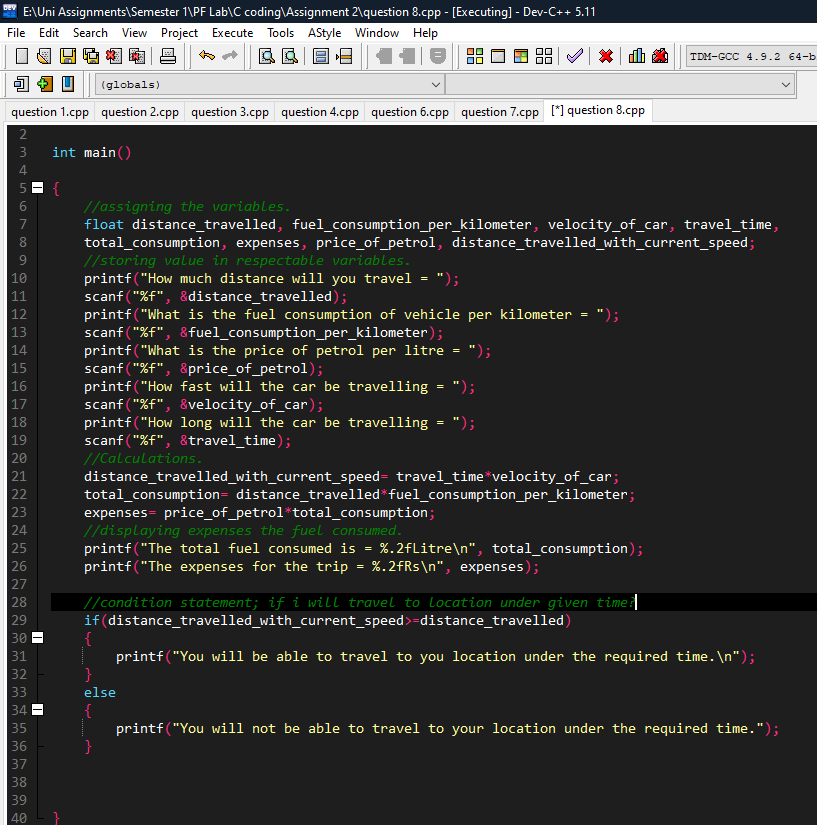 E:\Uni Assignments\Semester 1\PF Lab\C coding\Assignment 2\question 8.cpp - [Executing] - Dev-C++ 5.11
File Edit Search View Project Execute Tools AStyle Window Help
TDM-GCC 4.9.2 64-b
(globals)
question 1.cpp question 2.cpp question 3.cpp question 4.cpp question 6.cpp question 7.cpp [*] question 8.cpp
2
3 int main()
4
5 {
6 //assigning the variables.
7 float distance_travelled, fuel_consumption_per_kilometer, velocity_of_car, travel_time,
8 total_consumption, expenses, price_of_petrol, distance_travelled_with_current_speed;
9 //storing value in respectable variables.
10 printf("How much distance will you travel = ");
11 scanf("%f", &distance_travelled);
12 printf("What is the fuel consumption of vehicle per kilometer = ");
13 scanf("%f", &fuel_consumption_per_kilometer);
14 printf("What is the price of petrol per litre = ");
15 scanf("%f", &price_of_petrol);
16 printf("How fast will the car be travelling = ");
17 scanf("%f", &velocity_of_car);
18 printf("How long will the car be travelling = ");
19 scanf("%f", &travel_time);
20 //Calculations.
21 distance_travelled_with_current_speed= travel_time*velocity_of_car;
22 total_consumption= distance_travelled*fuel_consumption_per_kilometer;
23 expenses= price_of_petrol*total_consumption;
24 //displaying expenses the fuel consumed.
25 printf("The total fuel consumed is = %.2fLitre\n", total_consumption);
26 printf("The expenses for the trip = %.2fRs\n", expenses);
27
28 //condition statement; if i will travel to location under given time?
29 if(distance_travelled_with_current_speed>=distance_travelled)
30 {
31 printf("You will be able to travel to you location under the required time.\n");
32 }
33 else
34 {
35 printf("You will not be able to travel to your location under the required time.");
36 }
37
38
39
40 }